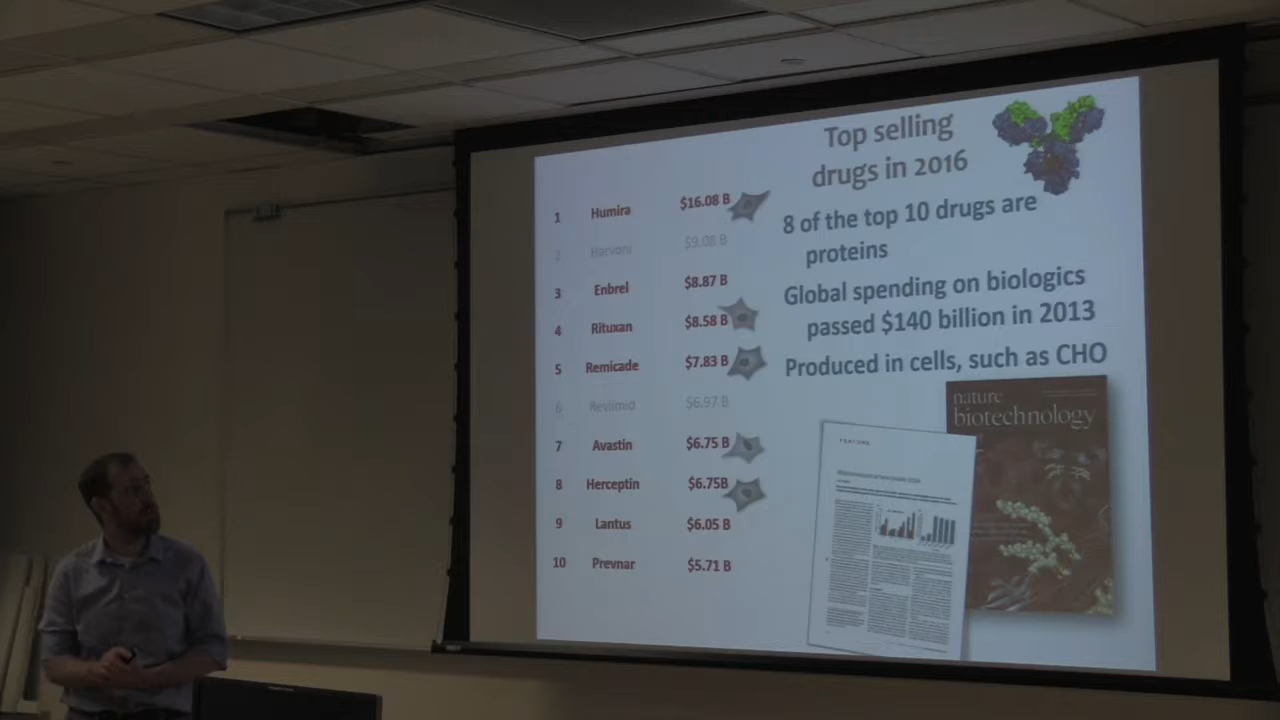 Top selling
drugs in 2016
1 Humira $16.08 B
2 Harvoni $9.08 B
3 Enbrel $8.87 B
4 Rituxan $8.58 B
5 Remicade $7.83 B
6 Revlimid $6.97 B
7 Avastin $6.75 B
8 Herceptin $6.75B
9 Lantus $6.05 B
10 Prevnar $5.71 B
8 of the top 10 drugs are
proteins
Global spending on biologics
passed $140 billion in 2013
Produced in cells, such as CHO
nature
biotechnology
FEATURE